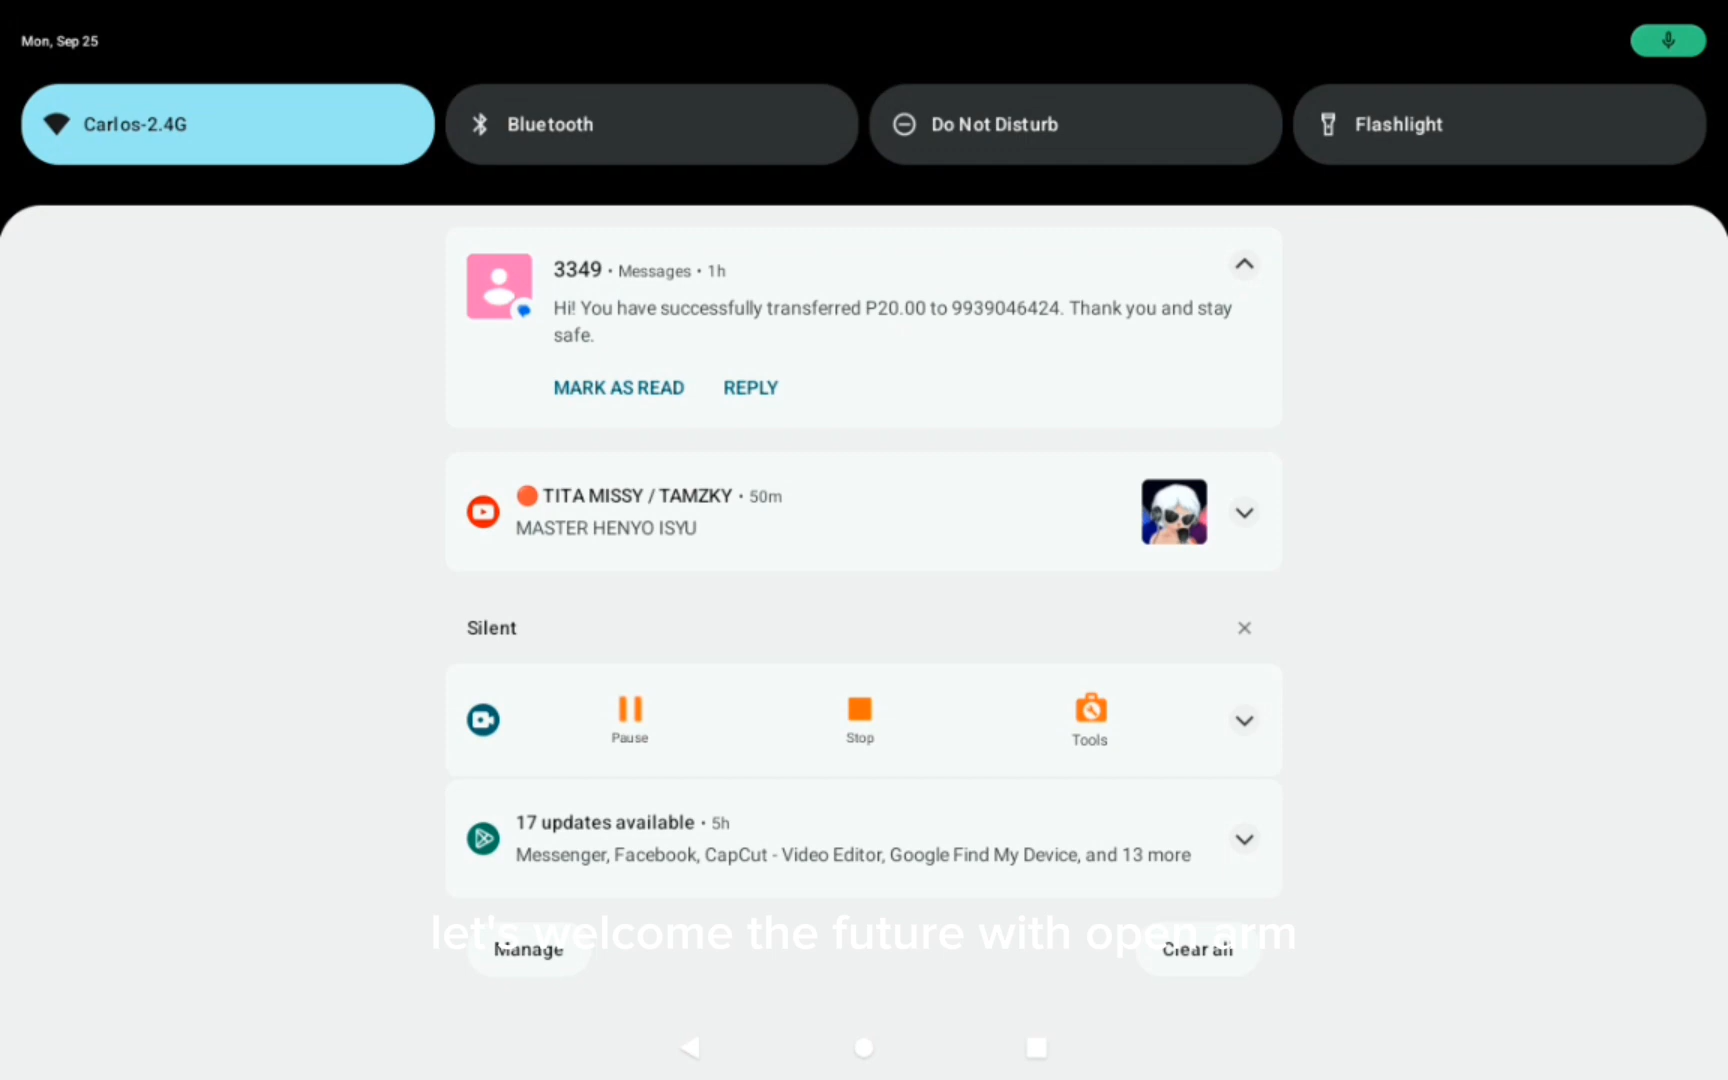 Mon, Sep 25
Carlos-2.4G
Bluetooth
Do Not Disturb
Flashlight
3349 • Messages • 1h
Hi! You have successfully transferred P20.00 to 9939046424. Thank you and stay
safe.
MARK AS READ REPLY
🔴 TITA MISSY / TAMZKY • 50m
MASTER HENYO ISYU
Silent
Pause
Stop
Tools
17 updates available • 5h
Messenger, Facebook, CapCut - Video Editor, Google Find My Device, and 13 more
let's welcome the future with open arm
Manage
Clear all